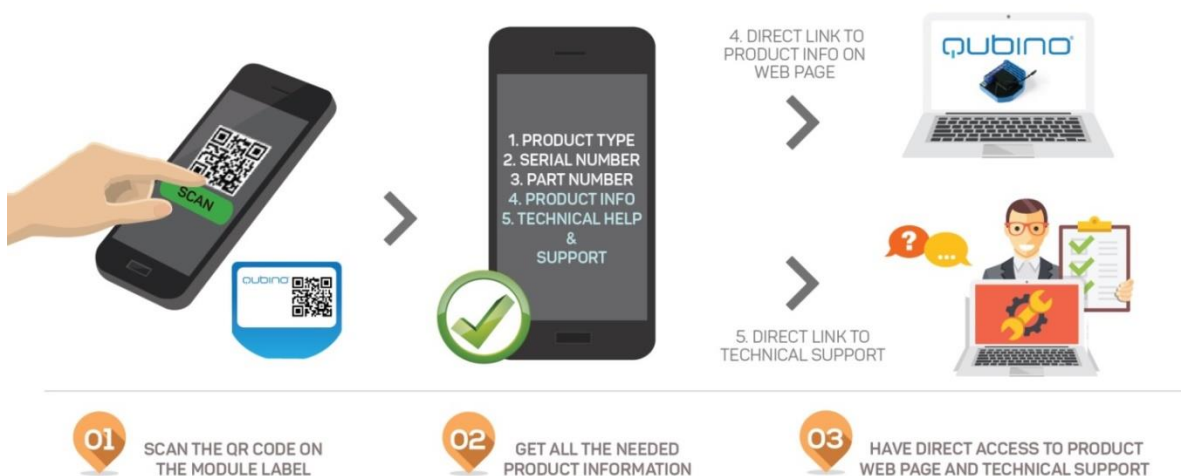 SCAN
qubino
1. PRODUCT TYPE
2. SERIAL NUMBER
3. PART NUMBER
4. PRODUCT INFO
5. TECHNICAL HELP
&
SUPPORT
4. DIRECT LINK TO
PRODUCT INFO ON
WEB PAGE
qubino
?
...
5. DIRECT LINK TO
TECHNICAL SUPPORT
01
SCAN THE QR CODE ON
THE MODULE LABEL
02
GET ALL THE NEEDED
PRODUCT INFORMATION
03
HAVE DIRECT ACCESS TO PRODUCT
WEB PAGE AND TECHNICAL SUPPORT